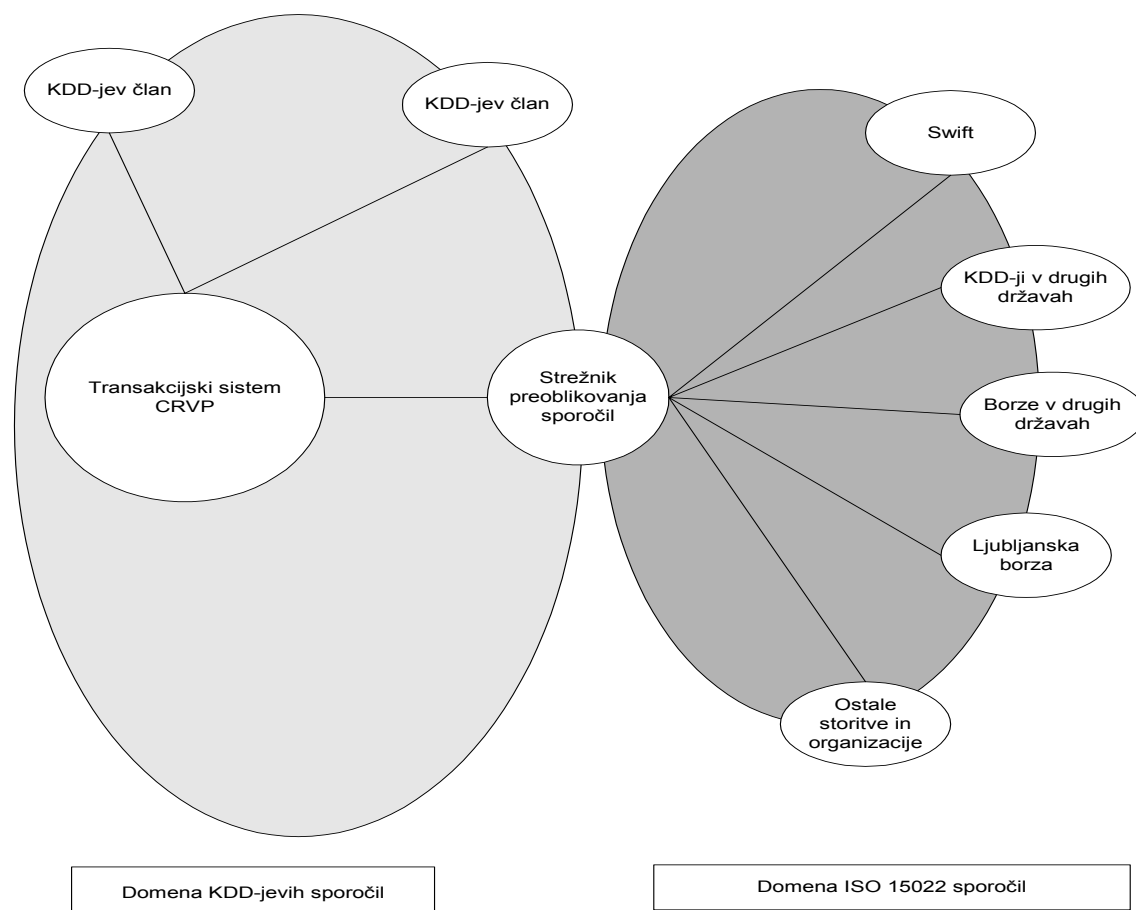 KDD-jev član
KDD-jev član
Swift
KDD-ji v drugih
državah
Transakcijski sistem
CRVP
Strežnik
preoblikovanja
sporočil
Borze v drugih
državah
Ljubljanska
borza
Ostale
storitve in
organizacije
Domena KDD-jevih sporočil
Domena ISO 15022 sporočil